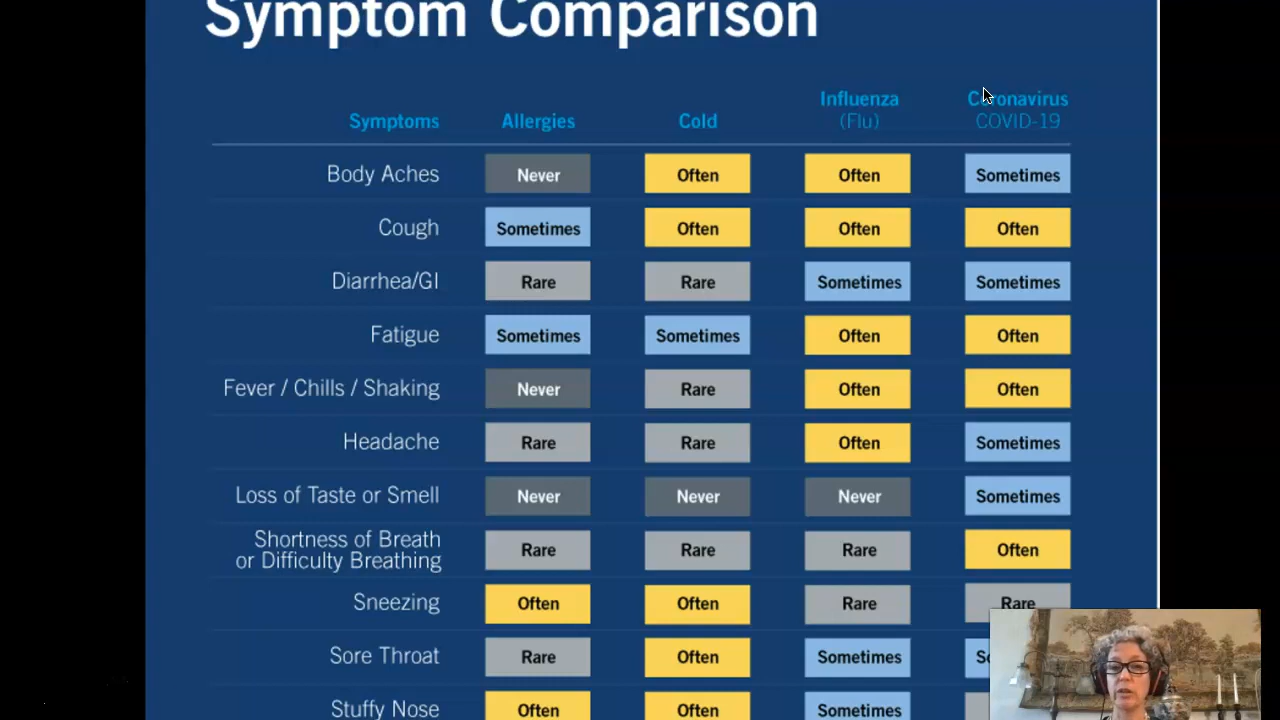 Symptom Comparison
Symptoms Allergies Cold Influenza (Flu) Coronavirus COVID-19
Body Aches Never Often Often Sometimes
Cough Sometimes Often Often Often
Diarrhea/GI Rare Rare Sometimes Sometimes
Fatigue Sometimes Sometimes Often Often
Fever / Chills / Shaking Never Rare Often Often
Headache Rare Rare Often Sometimes
Loss of Taste or Smell Never Never Never Sometimes
Shortness of Breath
or Difficulty Breathing Rare Rare Rare Often
Sneezing Often Often Rare Rare
Sore Throat Rare Often Sometimes
Stuffy Nose Often Often Sometimes